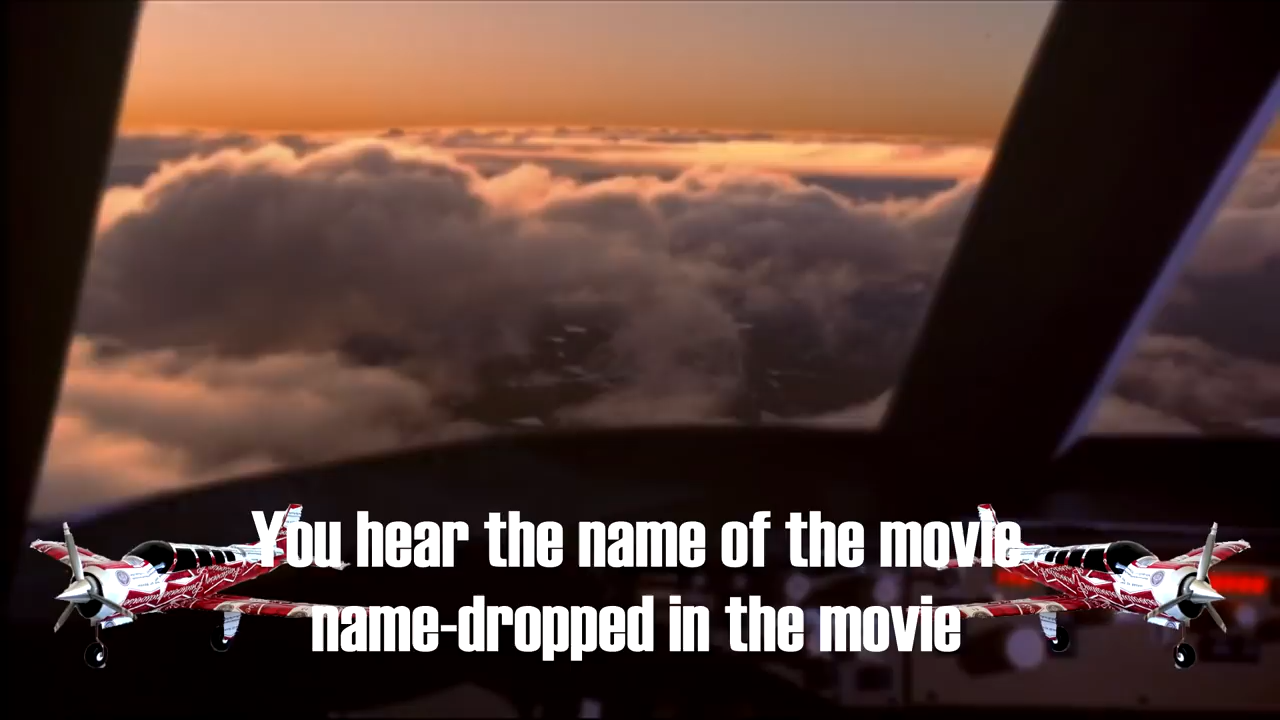 You hear the name of the movie
name-dropped in the movie